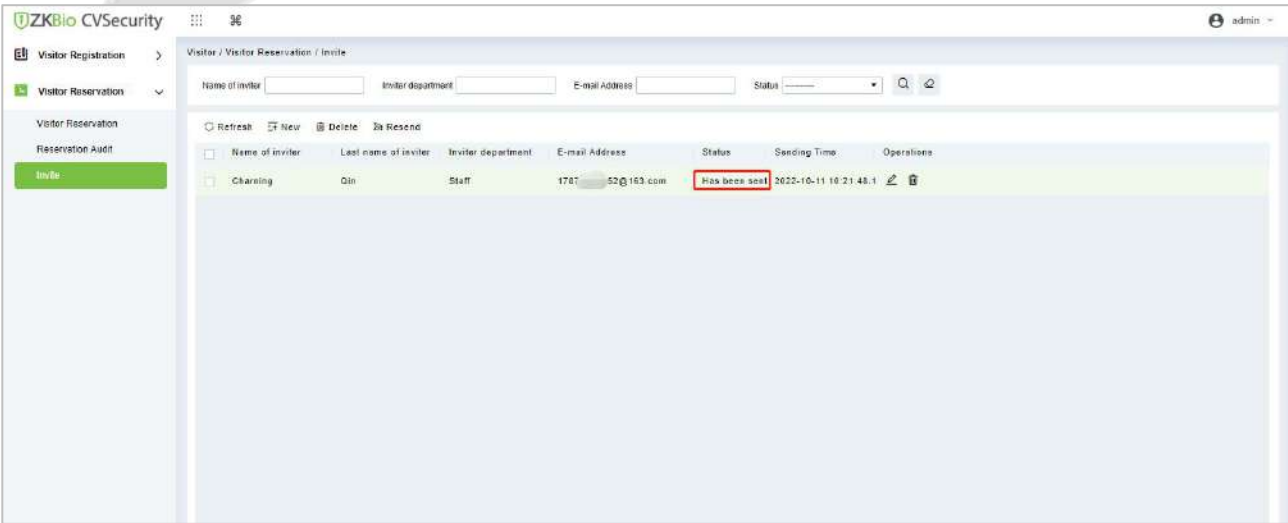 ZKBio CVSecurity
admin
Visitor Registration
Visitor Reservation
Visitor Reservation
Reservation Audit
Invite
Visitor / Visitor Reservation / Invite
Name of inviter Inviter department E-mail Address Status ---------
Refresh New Delete Resend
Name of inviter Last name of inviter Inviter department E-mail Address Status Sending Time Operations
Charning Qin Staff 1787 52@163.com Has been sent 2022-10-11 10:21:48.1